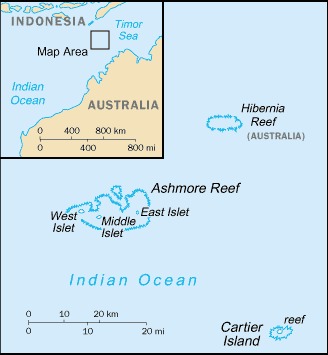 INDONESIA
Timor
Sea
Map Area
Indian
Ocean
AUSTRALIA
0 400 800 km
0 400 800 mi
Hibernia
Reef
(AUSTRALIA)
Ashmore Reef
West
Islet
Middle
Islet
East Islet
Indian Ocean
0 10 20 km
0 10 20 mi
reef
Cartier
Island